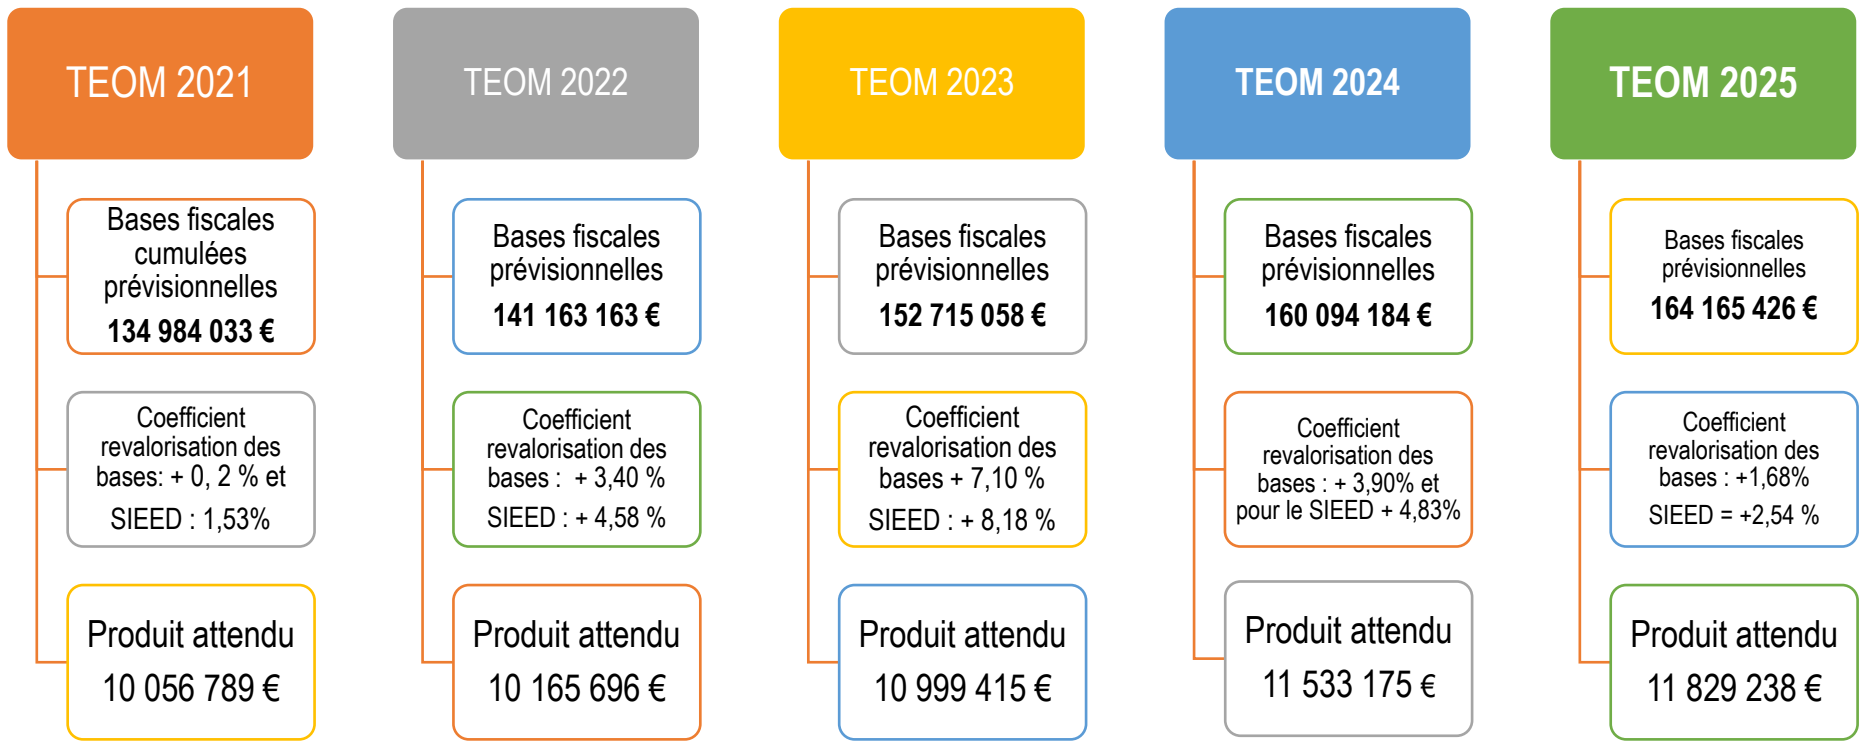 TEOM 2021
Bases fiscales
cumulées
prévisionnelles
134 984 033 €
Coefficient
revalorisation des
bases: + 0, 2 % et
SIEED : 1,53%
Produit attendu
10 056 789 €
TEOM 2022
Bases fiscales
prévisionnelles
141 163 163 €
Coefficient
revalorisation des
bases :  + 3,40 %
SIEED : + 4,58 %
Produit attendu
10 165 696 €
TEOM 2023
Bases fiscales
prévisionnelles
152 715 058 €
Coefficient
revalorisation des
bases + 7,10 %
SIEED : + 8,18 %
Produit attendu
10 999 415 €
TEOM 2024
Bases fiscales
prévisionnelles
160 094 184 €
Coefficient
revalorisation des
bases : + 3,90% et
pour le SIEED + 4,83%
Produit attendu
11 533 175 €
TEOM 2025
Bases fiscales
prévisionnelles
164 165 426 €
Coefficient
revalorisation des
bases : +1,68%
SIEED = +2,54 %
Produit attendu
11 829 238 €